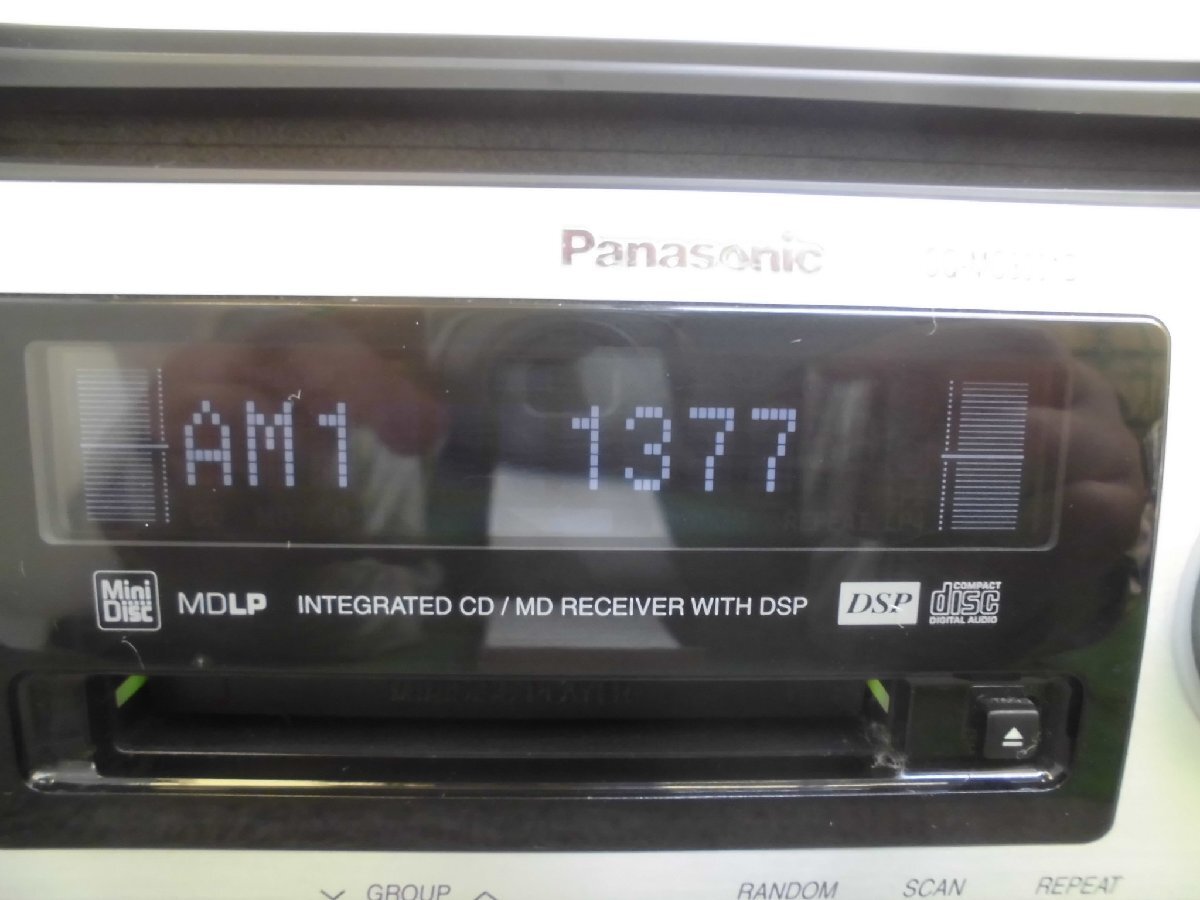 Panasonic
AM1 1377
Mini Disc MDLP INTEGRATED CD / MD RECEIVER WITH DSP DSP COMPACT disc DIGITAL AUDIO
GROUP RANDOM SCAN REPEAT